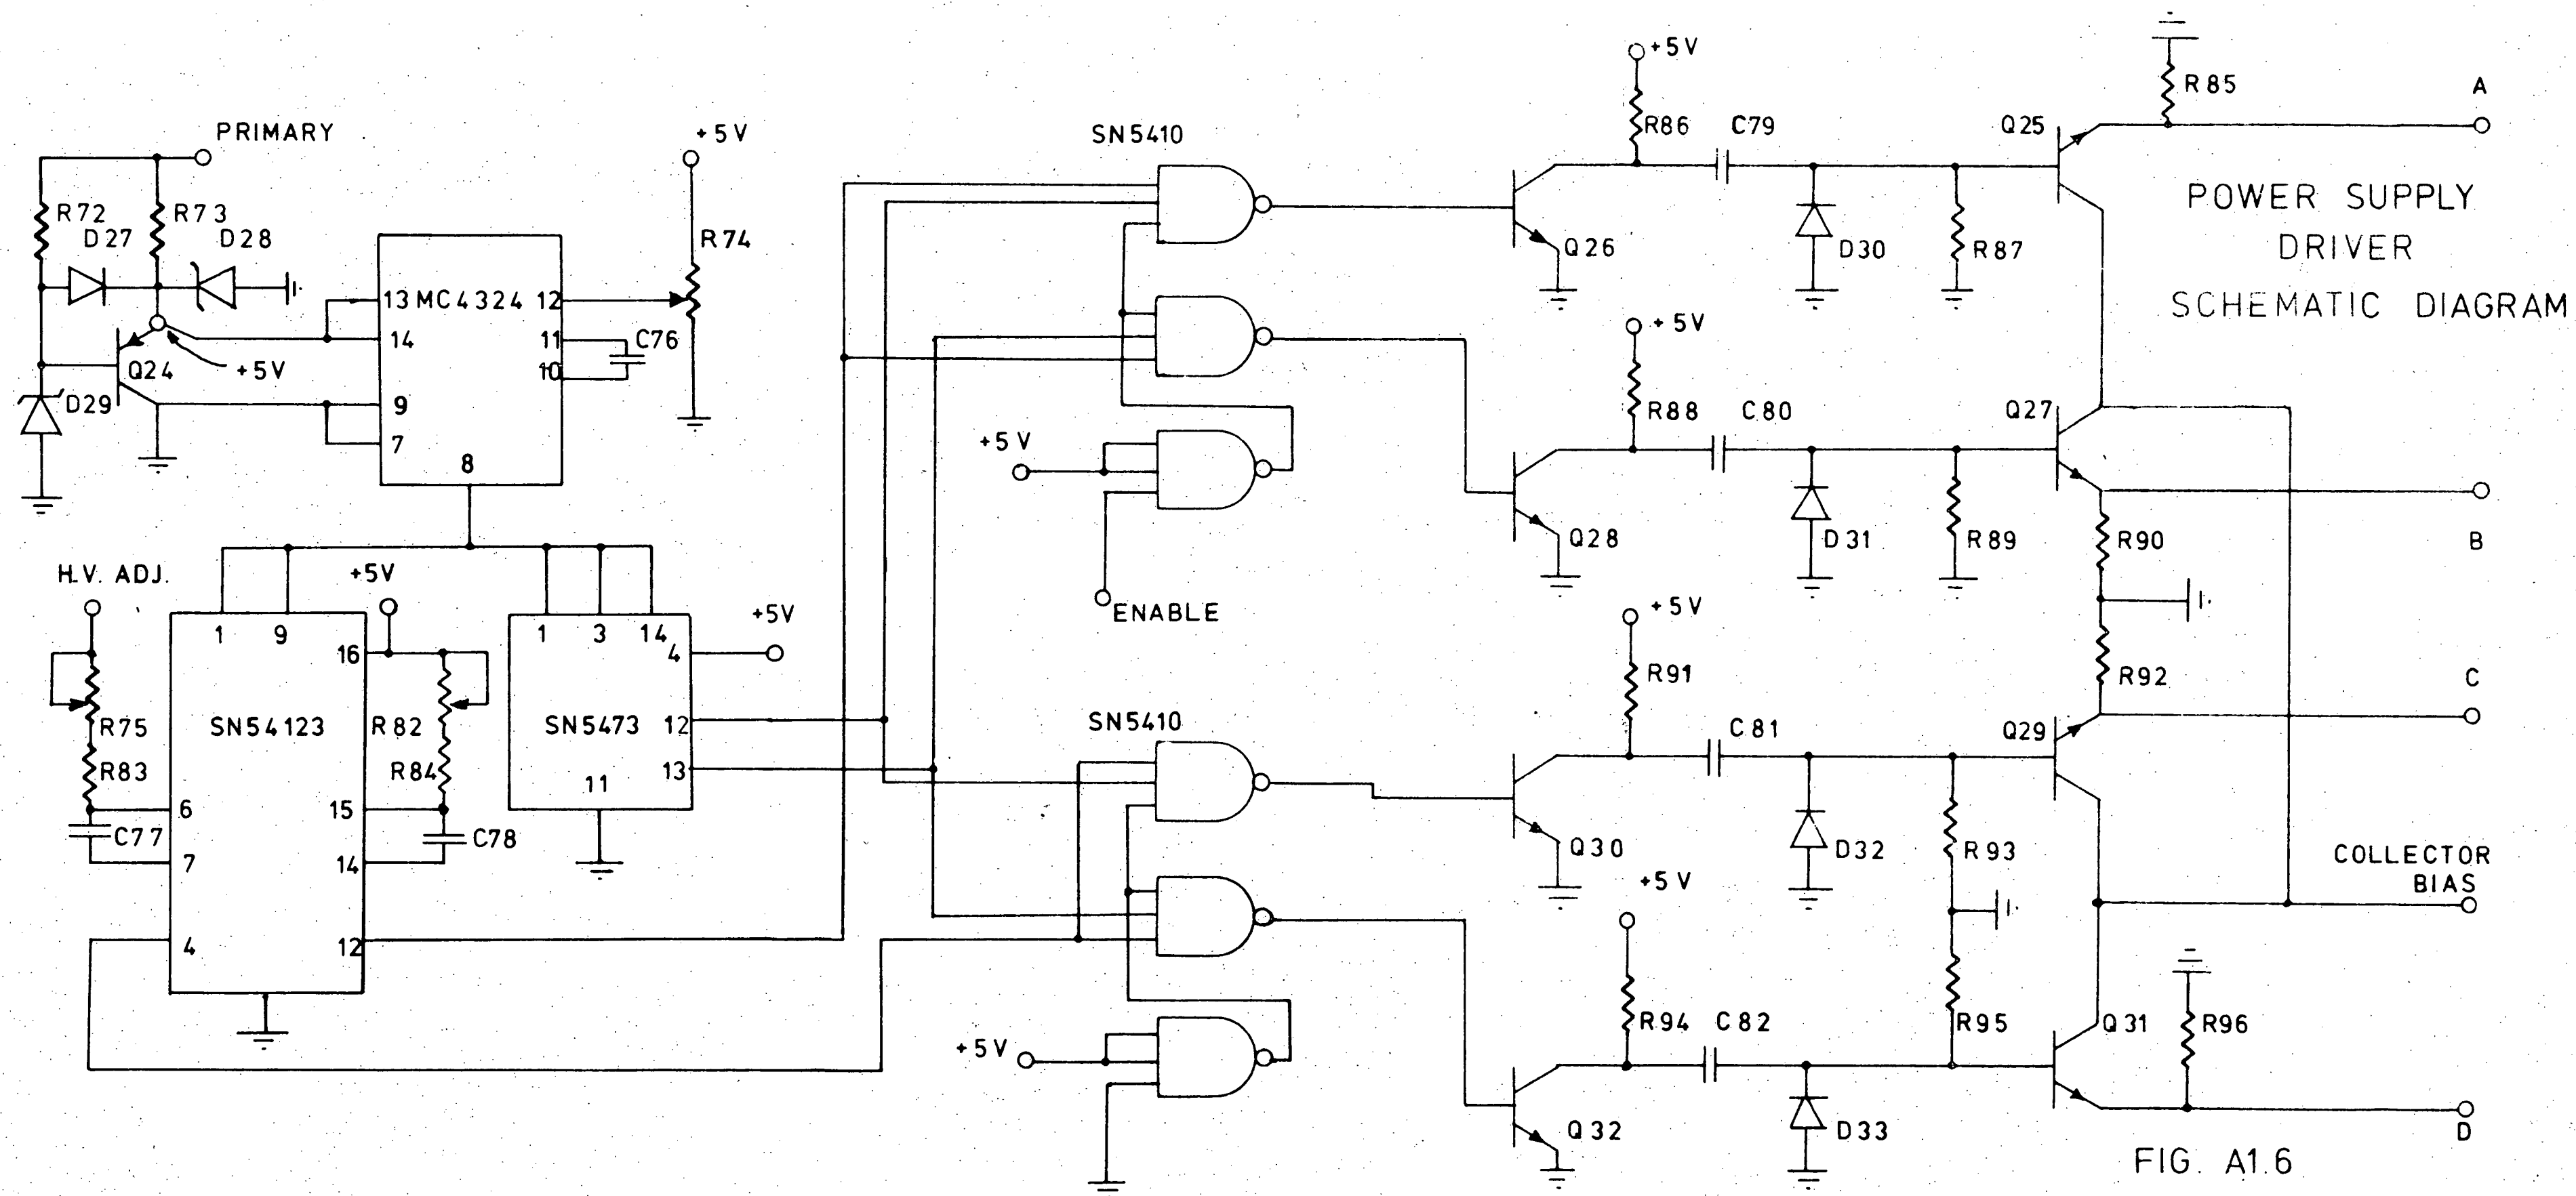 PRIMARY
+5V
R72
R73
D27
D28
R74
13 MC4324 12
14
11
C76
10
Q24
+5V
D29
9
7
8
H.V. ADJ.
+5V
+5V
1 9
1 3 14
16
4
R75
SN54123
R82
SN5473
12
R83
R84
13
11
6
15
C77
C78
7
14
4
12
SN5410
+5V
ENABLE
SN5410
+5V
+5V
R86
C79
Q26
D30
R87
Q25
R85
A
POWER SUPPLY
DRIVER
SCHEMATIC DIAGRAM
+5V
R88
C80
Q28
D31
R89
Q27
R90
B
+5V
R91
C81
Q30
D32
R93
Q29
R92
C
COLLECTOR
BIAS
+5V
R94
C82
Q32
D33
R95
Q31
R96
D
FIG. A1.6